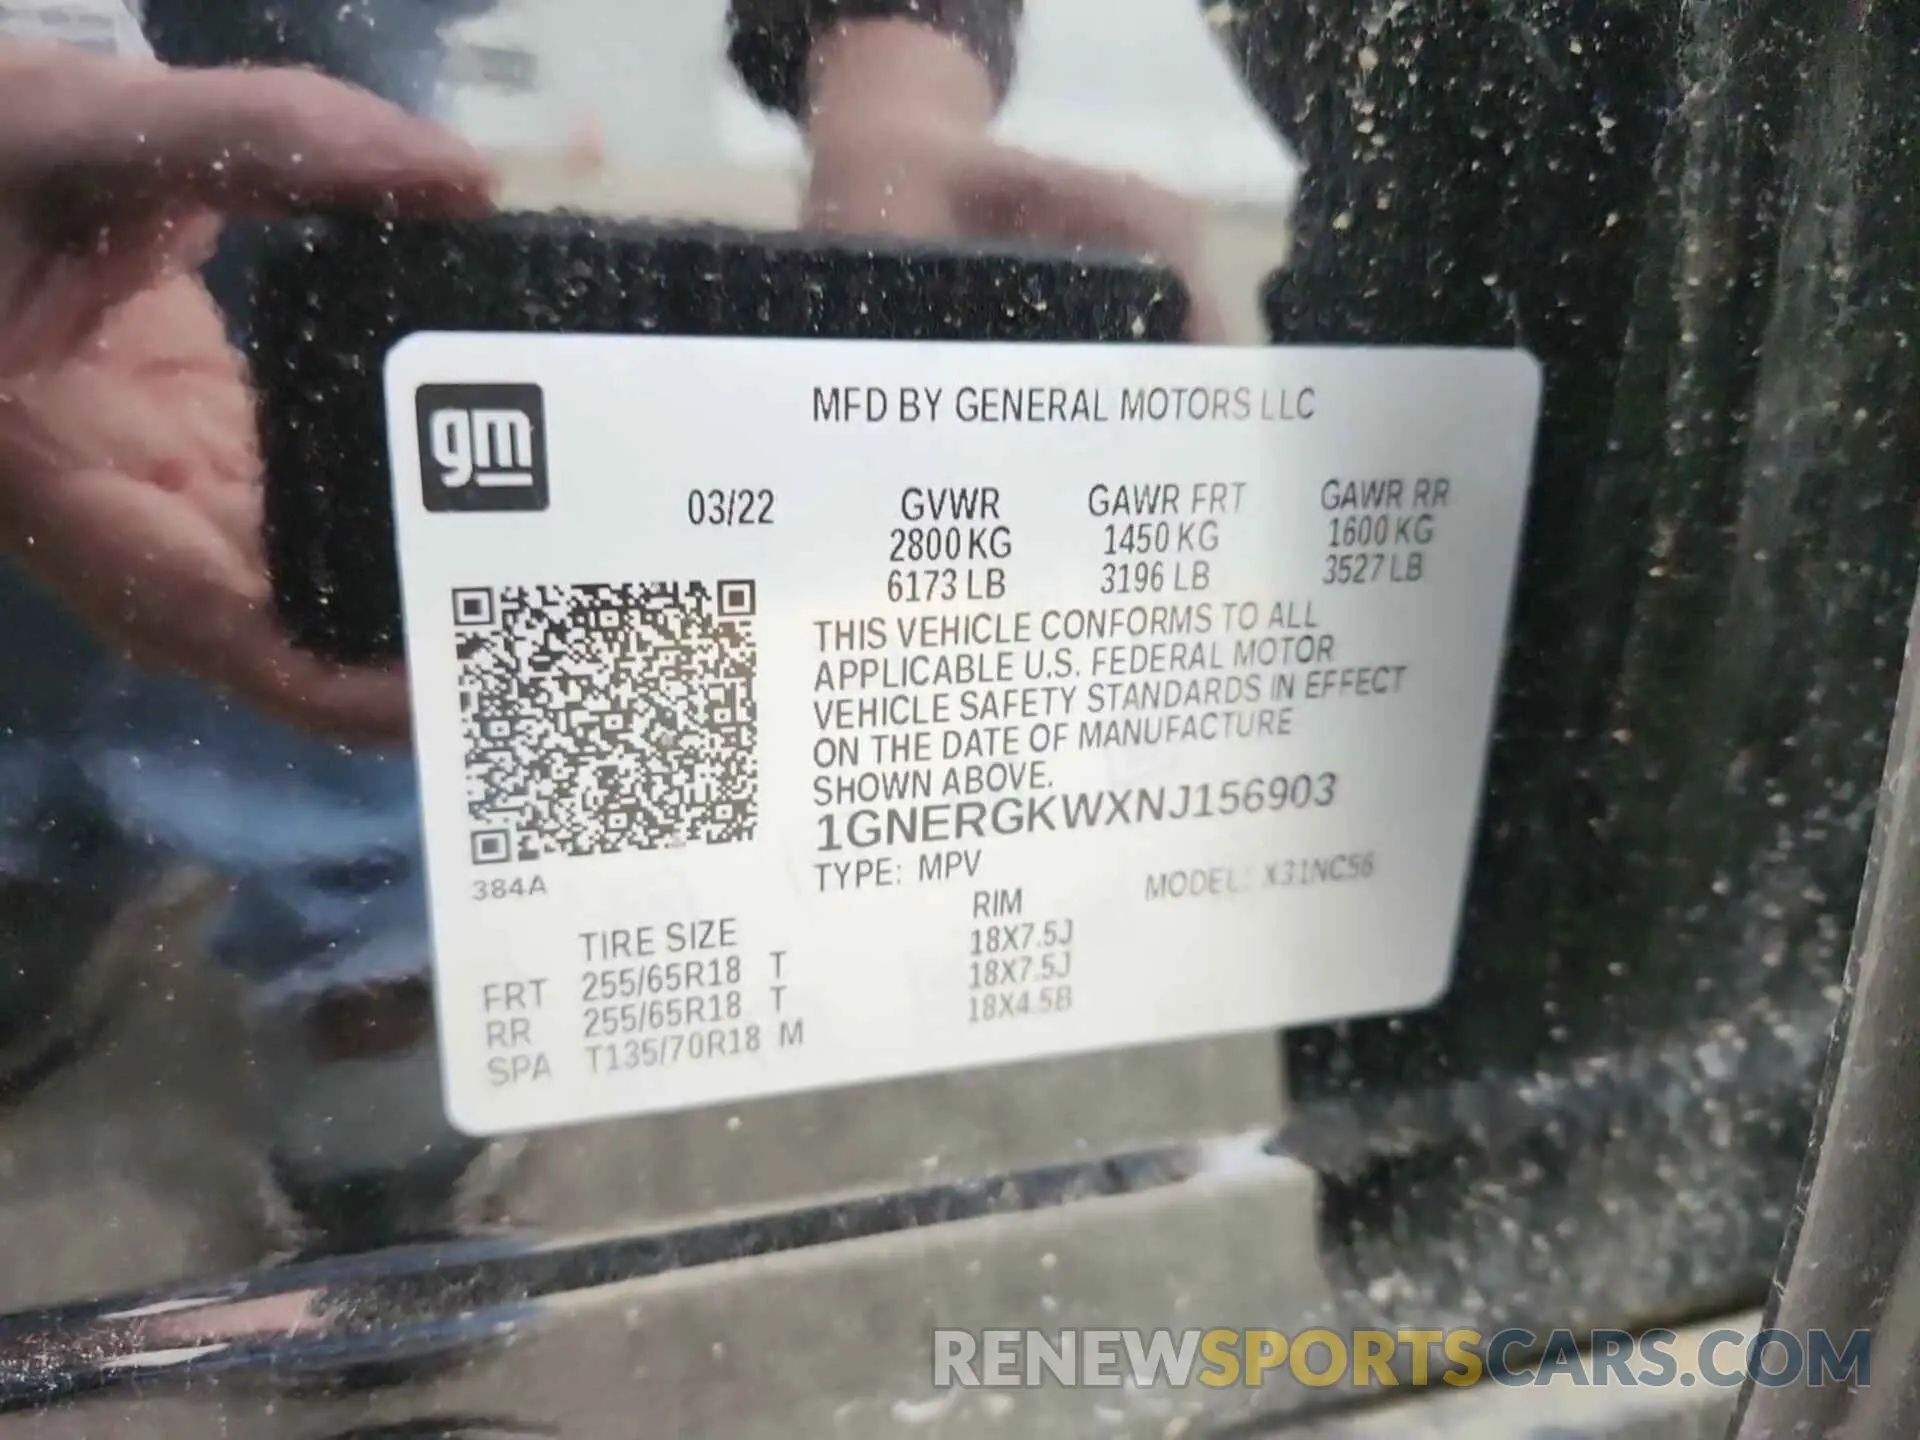 MFD BY GENERAL MOTORS LLC
gm
03/22 GVWR GAWR FRT GAWR RR
2800 KG 1450 KG 1600 KG
6173 LB 3196 LB 3527 LB
THIS VEHICLE CONFORMS TO ALL
APPLICABLE U.S. FEDERAL MOTOR
VEHICLE SAFETY STANDARDS IN EFFECT
ON THE DATE OF MANUFACTURE
SHOWN ABOVE.
1GNERGKWXNJ156903
384A
TYPE: MPV MODEL: X31NC56
TIRE SIZE RIM
FRT 255/65R18 T 18X7.5J
RR 255/65R18 T 18X7.5J
SPA T135/70R18 M 18X4.5B
RENEWSPORTSCARS.COM